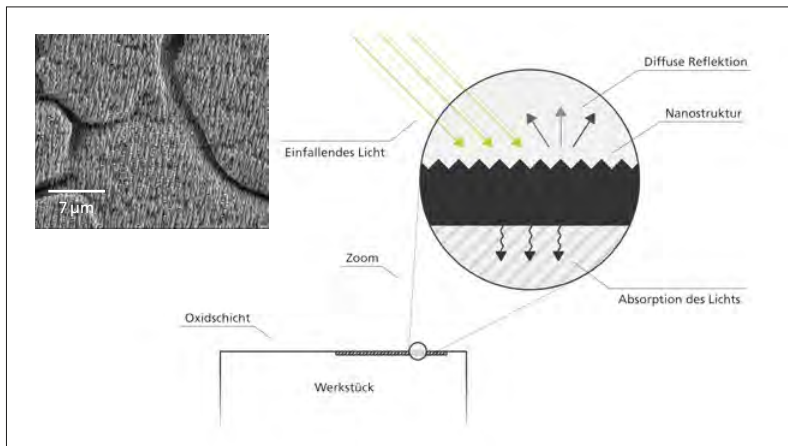 7 µm
Diffuse Reflektion
Nanostruktur
Einfallendes Licht
Zoom
Absorption des Lichts
Oxidschicht
Werkstück